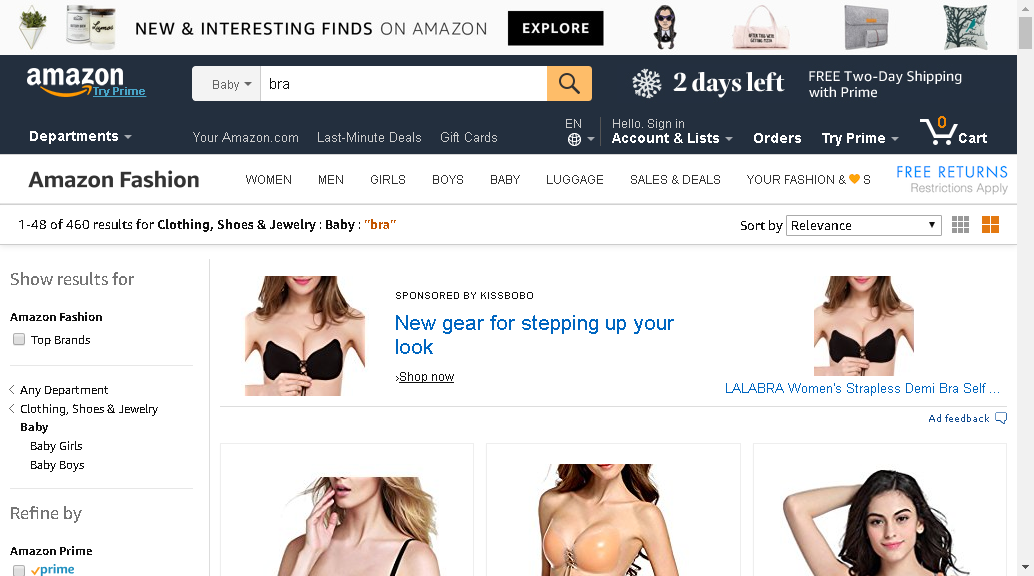 NEW & INTERESTING FINDS ON AMAZON
EXPLORE
amazon
Try Prime
Baby
bra
2 days left
FREE Two-Day Shipping
with Prime
Departments
Your Amazon.com
Last-Minute Deals
Gift Cards
EN
Hello. Sign in
Account & Lists
Orders
Try Prime
0
Cart
Amazon Fashion
WOMEN
MEN
GIRLS
BOYS
BABY
LUGGAGE
SALES & DEALS
YOUR FASHION & 🧡 S
FREE RETURNS
Restrictions Apply
1-48 of 460 results for Clothing, Shoes & Jewelry : Baby : "bra"
Sort by
Relevance
Show results for
Amazon Fashion
Top Brands
Any Department
Clothing, Shoes & Jewelry
Baby
Baby Girls
Baby Boys
Refine by
Amazon Prime
prime
SPONSORED BY KISSBOBO
New gear for stepping up your
look
›Shop now
LALABRA Women's Strapless Demi Bra Self ...
Ad feedback